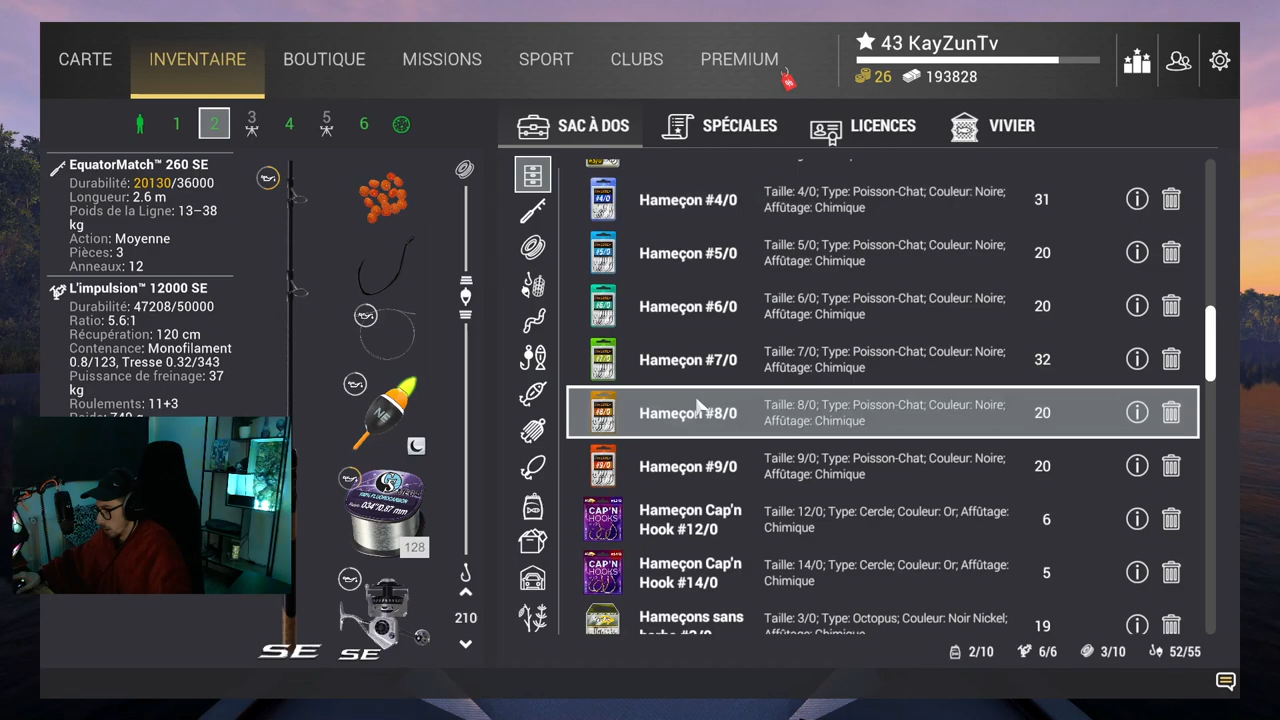 CARTE INVENTAIRE BOUTIQUE MISSIONS SPORT CLUBS PREMIUM
43 KayZunTv
26 193828
1 2 3 4 5 6
SAC À DOS SPÉCIALES LICENCES VIVIER
EquatorMatch™ 260 SE
Durabilité: 20130/36000
Longueur: 2.6 m
Poids de la Ligne: 13–38
kg
Action: Moyenne
Pièces: 3
Anneaux: 12
L'impulsion™ 12000 SE
Durabilité: 47208/50000
Ratio: 5.6:1
Récupération: 120 cm
Contenance: Monofilament
0.8/123, Tresse 0.32/343
Puissance de freinage: 37
kg
Roulements: 11+3
100% FLUOROCARBON
.034"0.87 mm
128
210
SE SE
Hameçon #4/0
Taille: 4/0; Type: Poisson-Chat; Couleur: Noire;
Affûtage: Chimique
31
Hameçon #5/0
Taille: 5/0; Type: Poisson-Chat; Couleur: Noire;
Affûtage: Chimique
20
Hameçon #6/0
Taille: 6/0; Type: Poisson-Chat; Couleur: Noire;
Affûtage: Chimique
20
Hameçon #7/0
Taille: 7/0; Type: Poisson-Chat; Couleur: Noire;
Affûtage: Chimique
32
Hameçon #8/0
Taille: 8/0; Type: Poisson-Chat; Couleur: Noire;
Affûtage: Chimique
20
Hameçon #9/0
Taille: 9/0; Type: Poisson-Chat; Couleur: Noire;
Affûtage: Chimique
20
Hameçon Cap'n
Hook #12/0
Taille: 12/0; Type: Cercle; Couleur: Or; Affûtage:
Chimique
6
Hameçon Cap'n
Hook #14/0
Taille: 14/0; Type: Cercle; Couleur: Or; Affûtage:
Chimique
5
Hameçons sans
Taille: 3/0; Type: Octopus; Couleur: Noir Nickel;
19
2/10 6/6 3/10 52/55